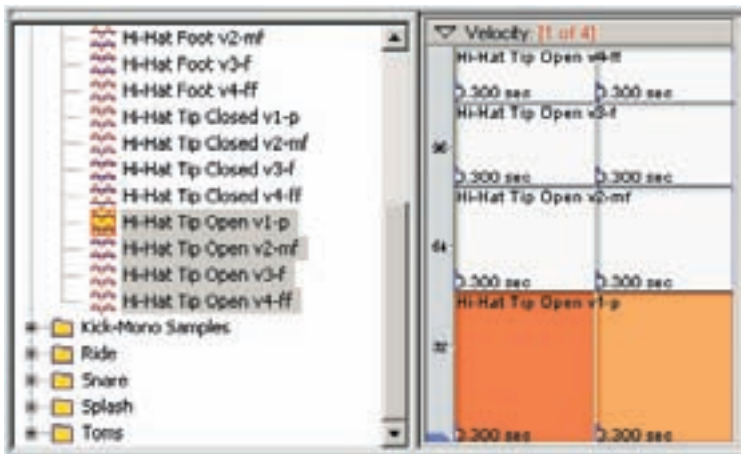 Hi-Hat Foot v2-mf
Hi-Hat Foot v3-f
Hi-Hat Foot v4-ff
Hi-Hat Tip Closed v1-p
Hi-Hat Tip Closed v2-mf
Hi-Hat Tip Closed v3-f
Hi-Hat Tip Closed v4-ff
Hi-Hat Tip Open v1-p
Hi-Hat Tip Open v2-mf
Hi-Hat Tip Open v3-f
Hi-Hat Tip Open v4-ff
Kick-Mono Samples
Ride
Snare
Splash
Toms
Velocity: [1 of 4]
Hi-Hat Tip Open v4-ff
0.300 sec 0.300 sec
Hi-Hat Tip Open v3-f
96
0.300 sec 0.300 sec
Hi-Hat Tip Open v2-mf
64
0.300 sec 0.300 sec
Hi-Hat Tip Open v1-p
32
0.300 sec 0.300 sec